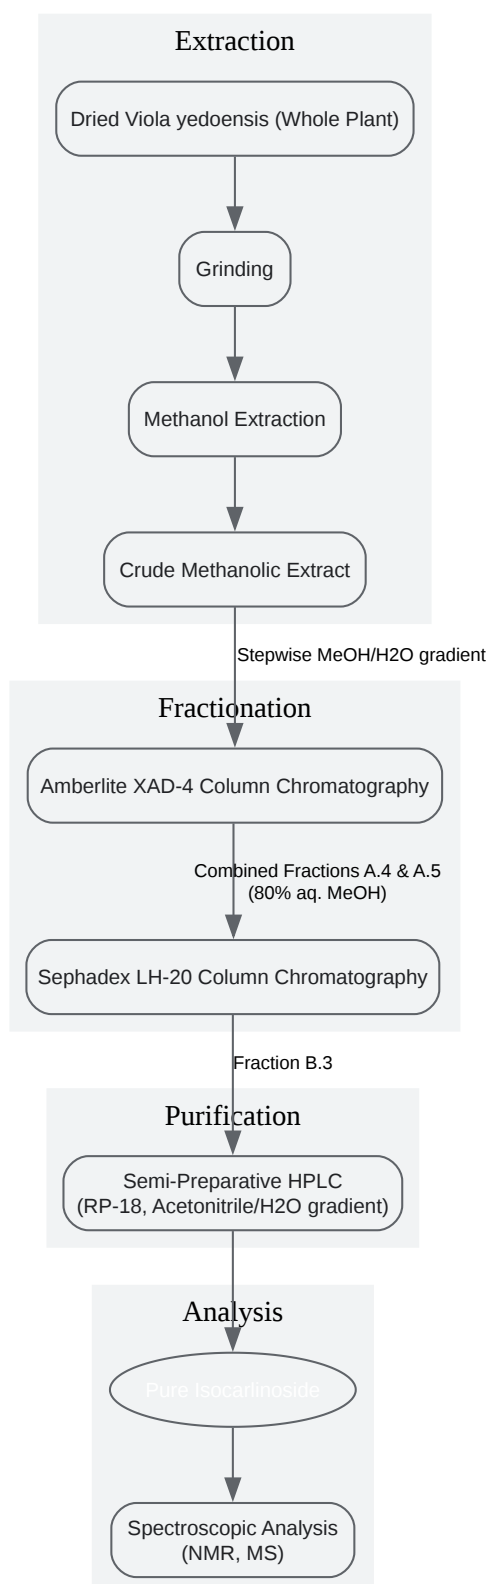 Extraction
Dried Viola yedoensis (Whole Plant)
Grinding
Methanol Extraction
Crude Methanolic Extract
Stepwise MeOH/H2O gradient
Fractionation
Amberlite XAD-4 Column Chromatography
Combined Fractions A.4 & A.5
(80% aq. MeOH)
Sephadex LH-20 Column Chromatography
Fraction B.3
Purification
Semi-Preparative HPLC
(RP-18, Acetonitrile/H2O gradient)
Analysis
Pure Isocarlinoside
Spectroscopic Analysis
(NMR, MS)